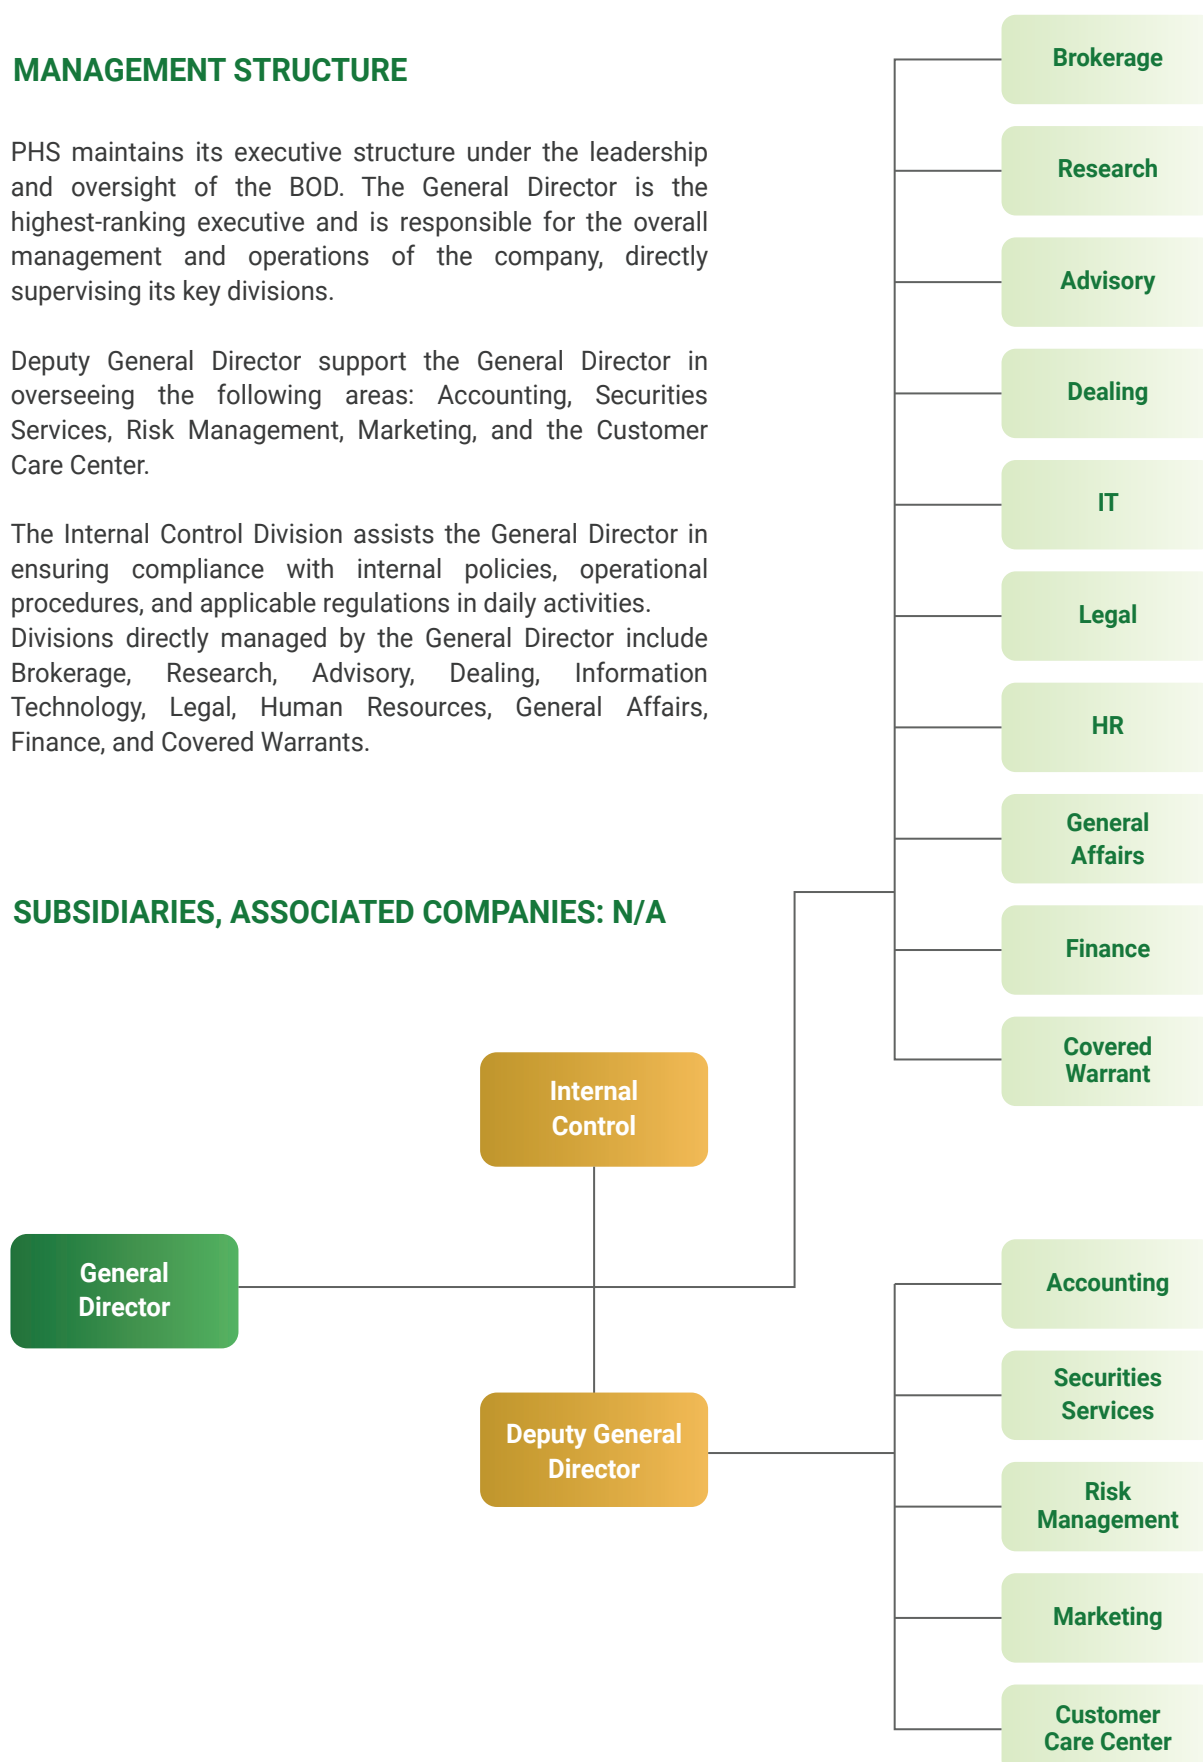 MANAGEMENT STRUCTURE
PHS maintains its executive structure under the leadership
and oversight of the BOD. The General Director is the
highest-ranking executive and is responsible for the overall
management and operations of the company, directly
supervising its key divisions.
Deputy General Director support the General Director in
overseeing the following areas: Accounting, Securities
Services, Risk Management, Marketing, and the Customer
Care Center.
The Internal Control Division assists the General Director in
ensuring compliance with internal policies, operational
procedures, and applicable regulations in daily activities.
Divisions directly managed by the General Director include
Brokerage, Research, Advisory, Dealing, Information
Technology, Legal, Human Resources, General Affairs,
Finance, and Covered Warrants.
SUBSIDIARIES, ASSOCIATED COMPANIES: N/A
General
Director
Internal
Control
Deputy General
Director
Brokerage
Research
Advisory
Dealing
IT
Legal
HR
General
Affairs
Finance
Covered
Warrant
Accounting
Securities
Services
Risk
Management
Marketing
Customer
Care Center